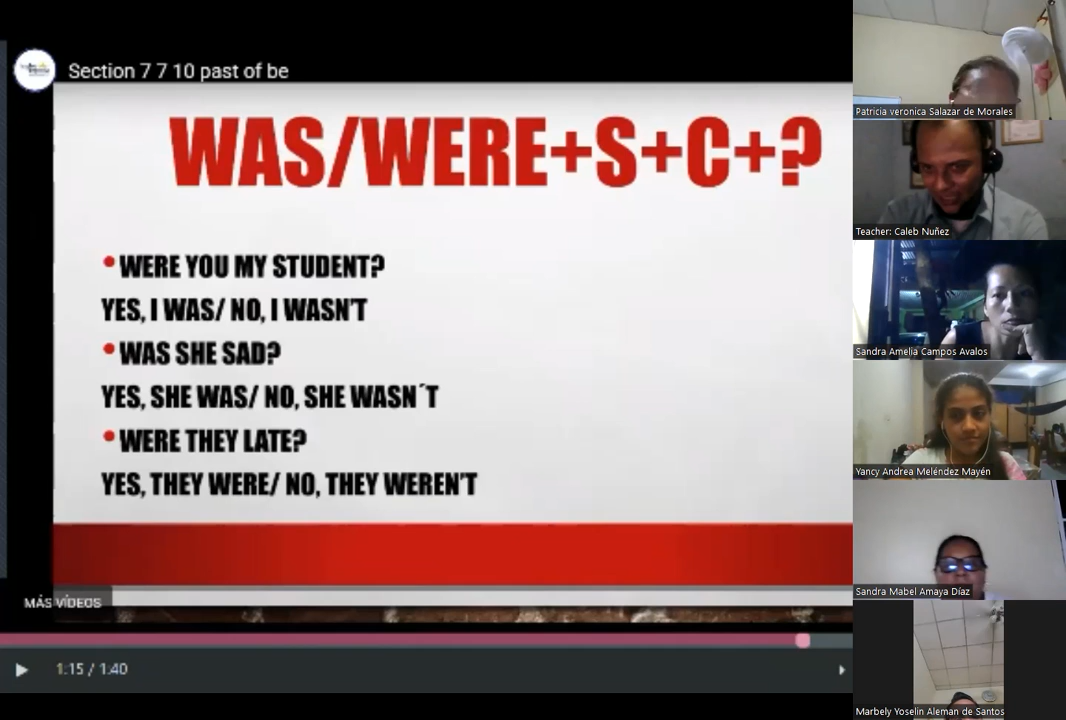 Section 7 7 10 past of be
WAS/WERE+S+C+?
•WERE YOU MY STUDENT?
YES, I WAS/ NO, I WASN'T
•WAS SHE SAD?
YES, SHE WAS/ NO, SHE WASN´T
•WERE THEY LATE?
YES, THEY WERE/ NO, THEY WEREN'T
MÁS VÍDEOS
1:15 / 1:40
Patricia veronica Salazar de Morales
Teacher: Caleb Nuñez
Sandra Amelia Campos Avalos
Yancy Andrea Meléndez Mayén
Sandra Mabel Amaya Díaz
Marbely Yoselin Aleman de Santos